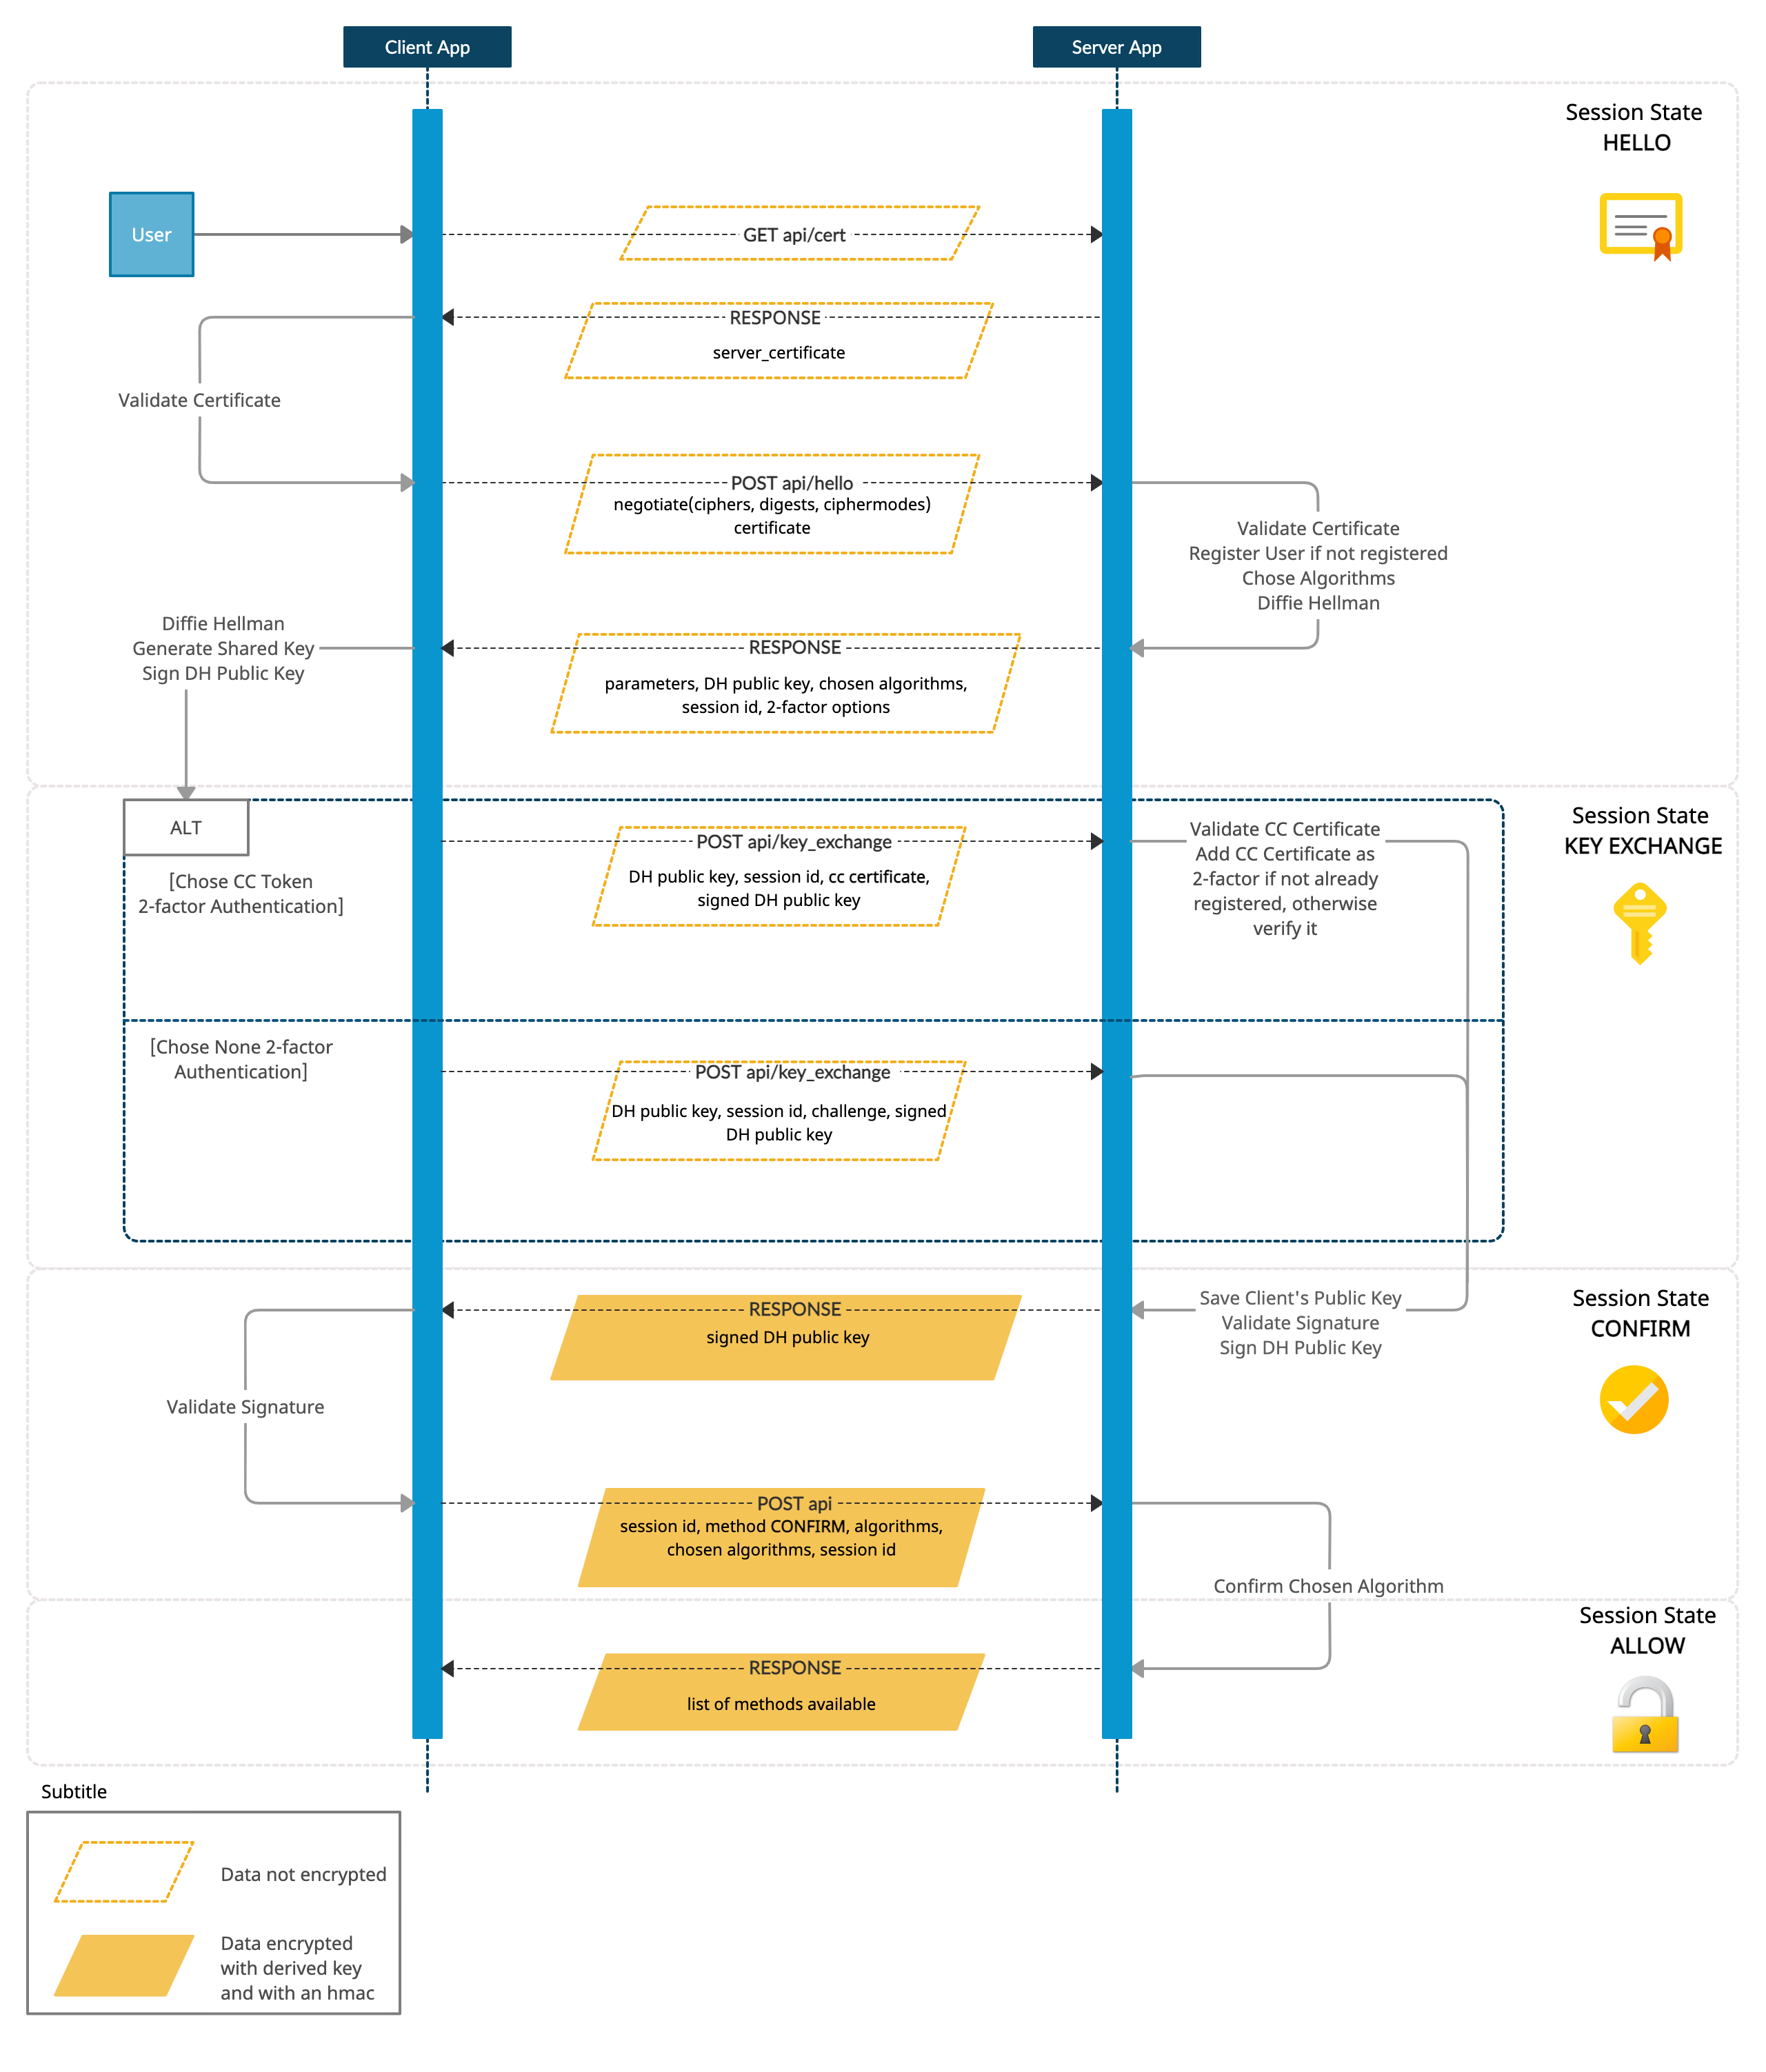 Client App
Server App
Session State
HELLO
User
GET api/cert
RESPONSE
server_certificate
Validate Certificate
POST api/hello
negotiate(ciphers, digests, ciphermodes)
certificate
Validate Certificate
Register User if not registered
Chose Algorithms
Diffie Hellman
Diffie Hellman
Generate Shared Key
Sign DH Public Key
RESPONSE
parameters, DH public key, chosen algorithms,
session id, 2-factor options
Session State
KEY EXCHANGE
ALT
[Chose CC Token
2-factor Authentication]
POST api/key_exchange
DH public key, session id, cc certificate,
signed DH public key
Validate CC Certificate
Add CC Certificate as
2-factor if not already
registered, otherwise
verify it
[Chose None 2-factor
Authentication]
POST api/key_exchange
DH public key, session id, challenge, signed
DH public key
Session State
CONFIRM
RESPONSE
signed DH public key
Save Client's Public Key
Validate Signature
Sign DH Public Key
Validate Signature
POST api
session id, method CONFIRM, algorithms,
chosen algorithms, session id
Confirm Chosen Algorithm
Session State
ALLOW
RESPONSE
list of methods available
Subtitle
Data not encrypted
Data encrypted
with derived key
and with an hmac